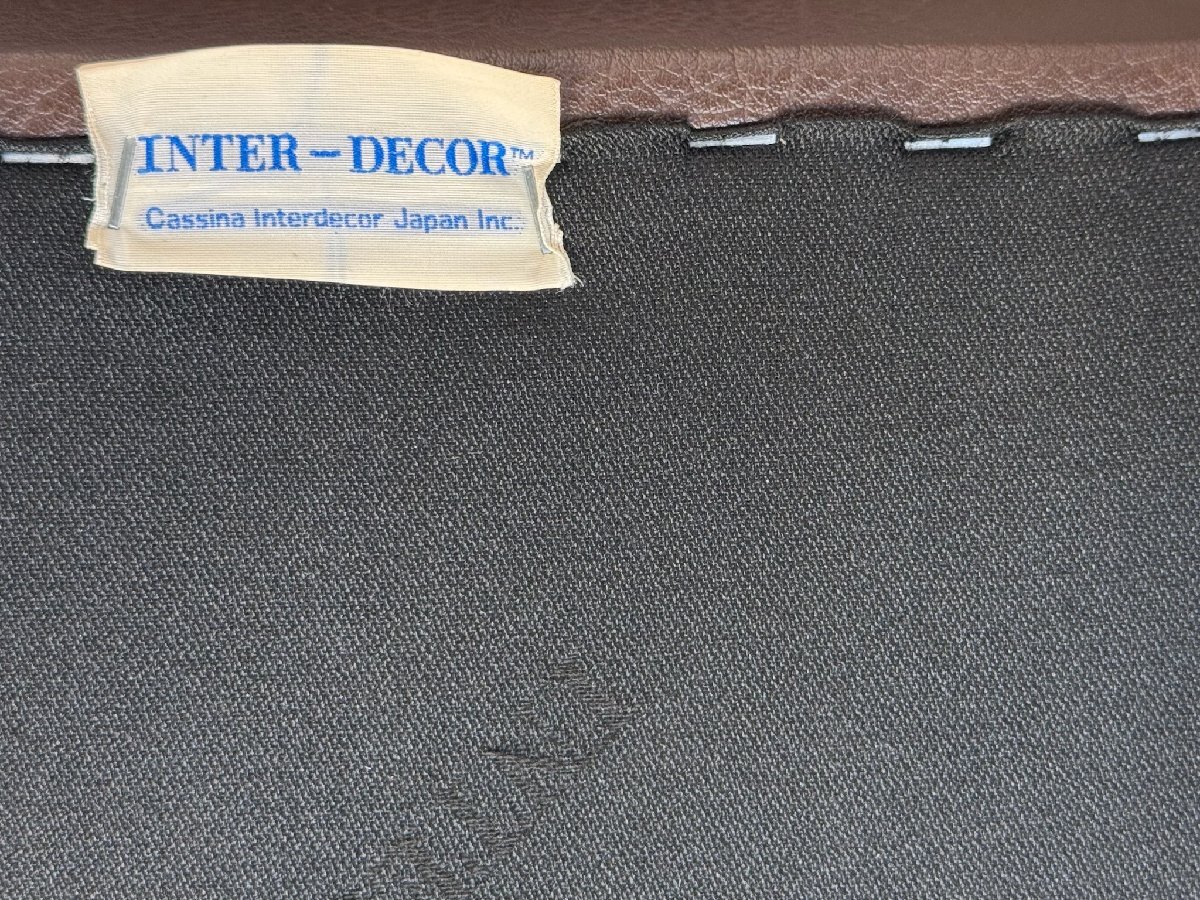 INTER-DECOR™
Cassina Interdecor Japan Inc.